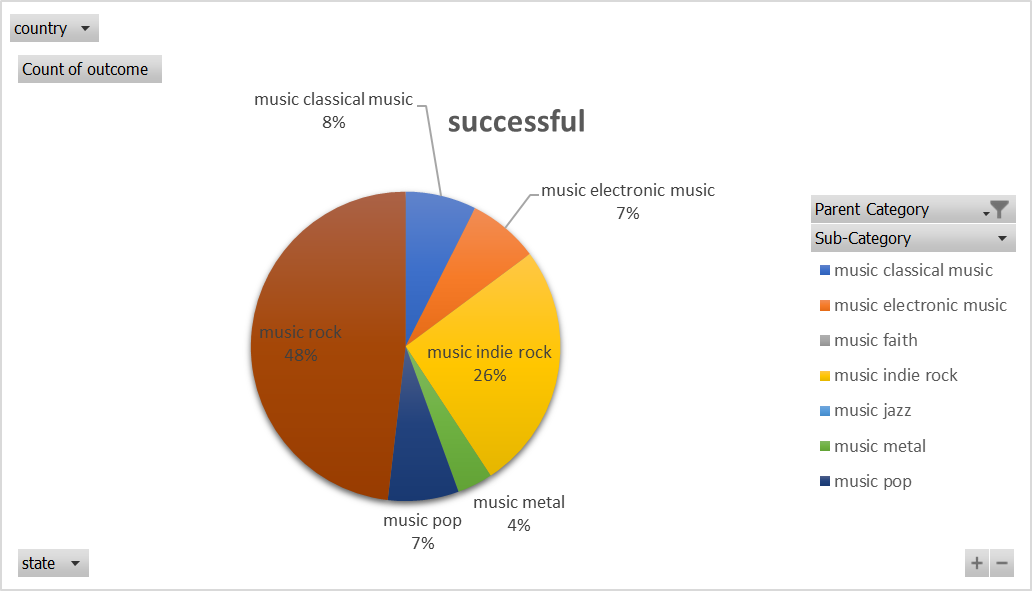 country
Count of outcome
successful
music classical music
8%
music electronic music
7%
music rock
48%
music indie rock
26%
music metal
4%
music pop
7%
Parent Category
Sub-Category
music classical music
music electronic music
music faith
music indie rock
music jazz
music metal
music pop
state
+ −